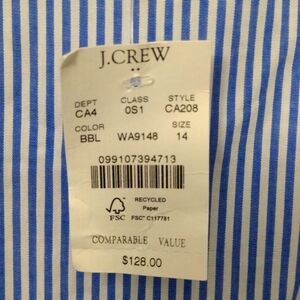 J.CREW
DEPT CLASS STYLE
CA4 0S1 CA208
COLOR SIZE
BBL WA9148 14
099107394713
RECYCLED
Paper
FSC FSC® C117781
COMPARABLE VALUE
$128.00